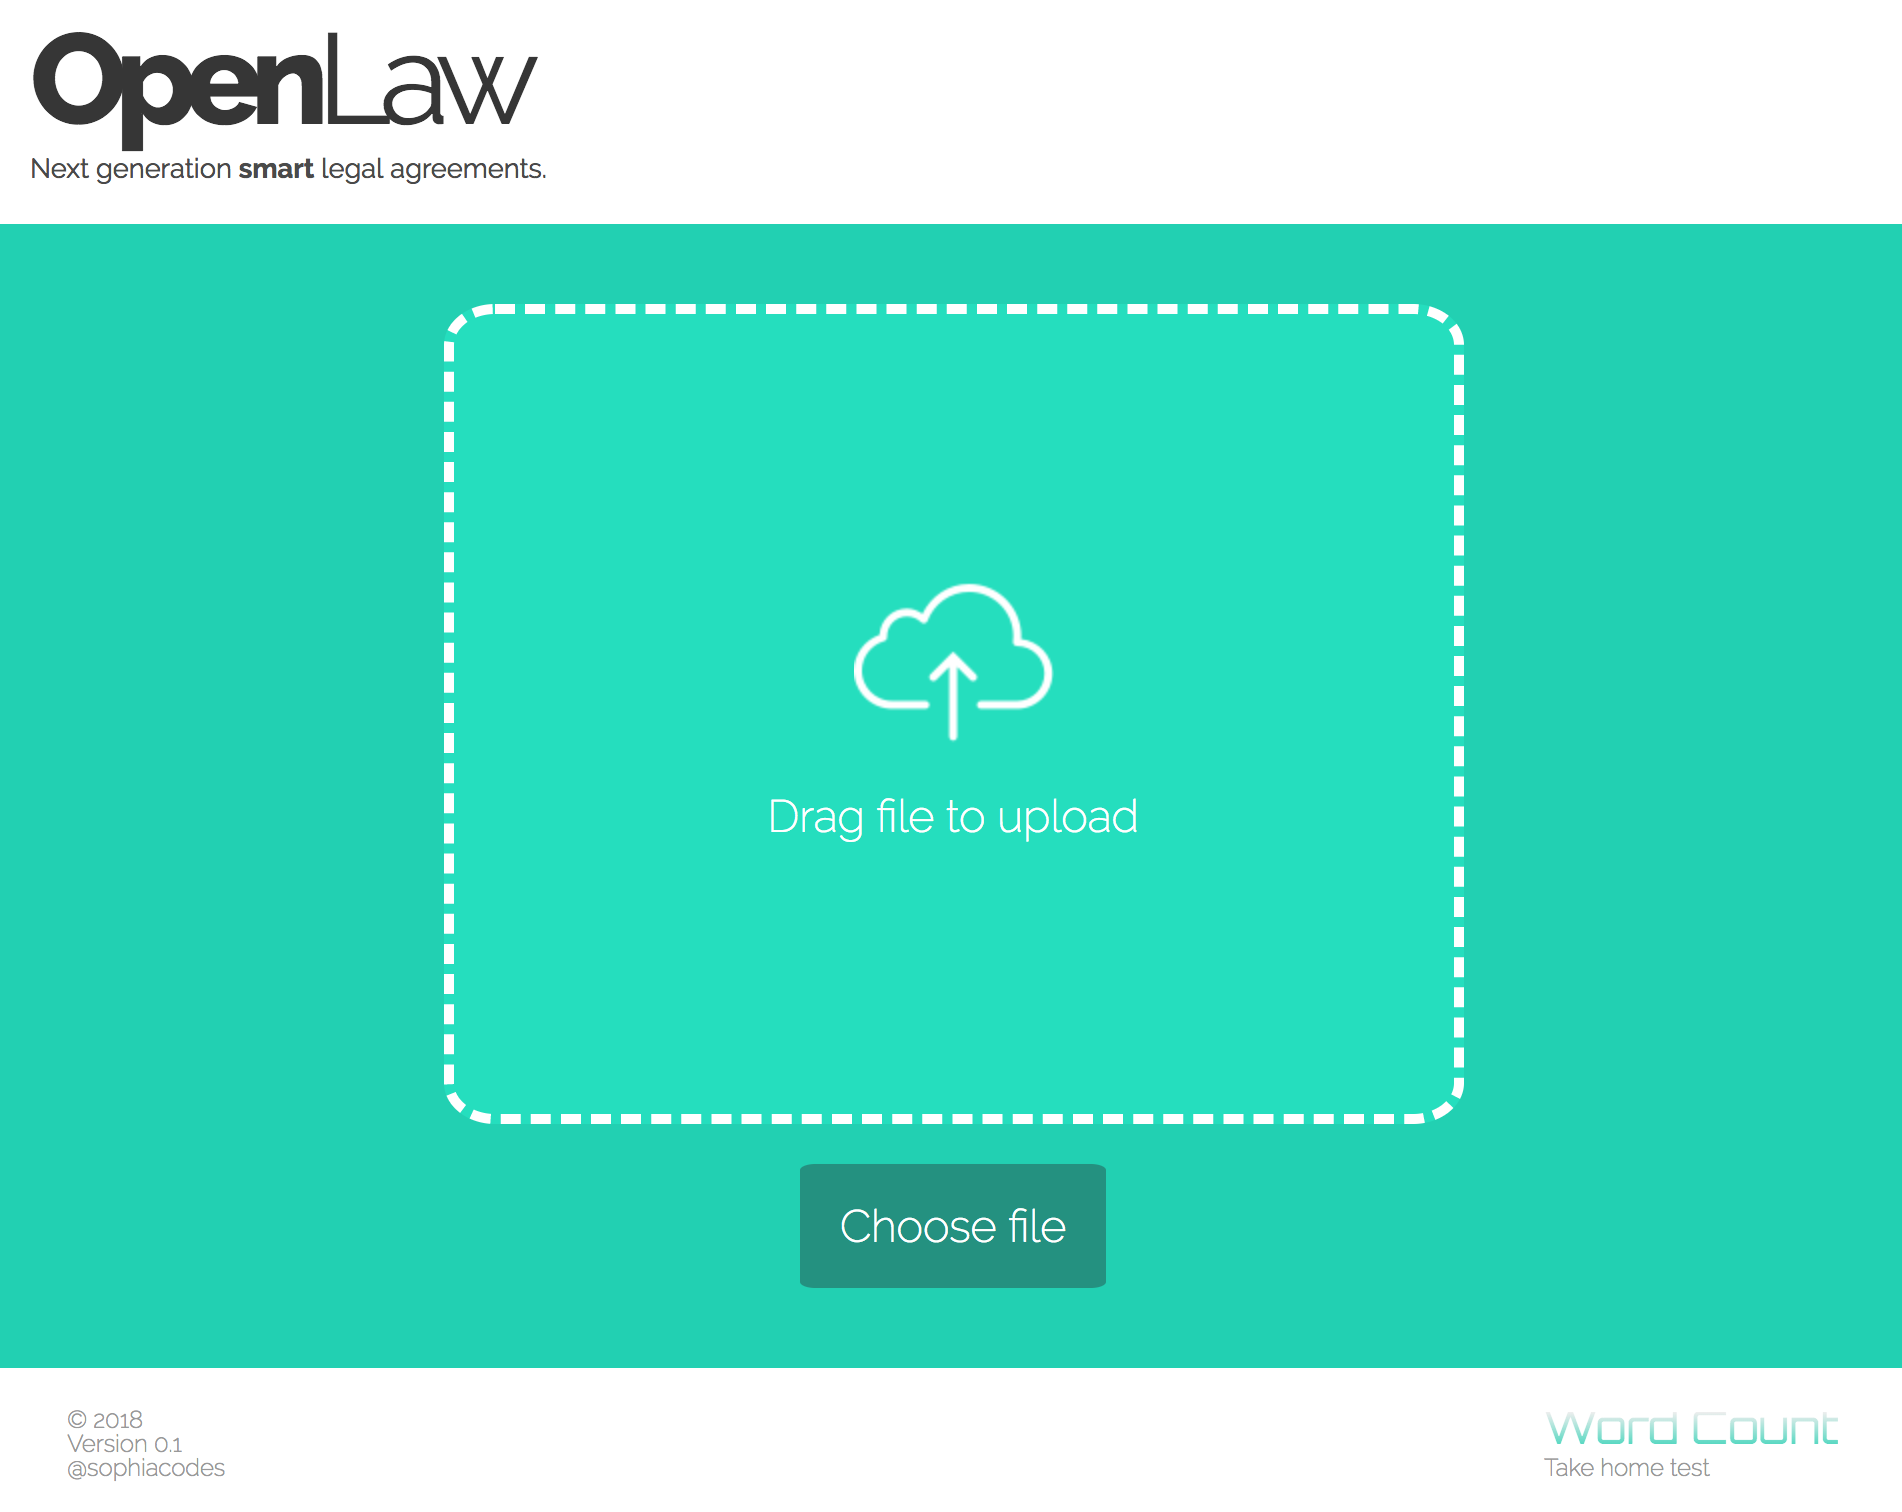 OpenLaw
Next generation smart legal agreements.
Drag file to upload
Choose file
© 2018
Version 0.1
@sophiacodes
Word Count
Take home test